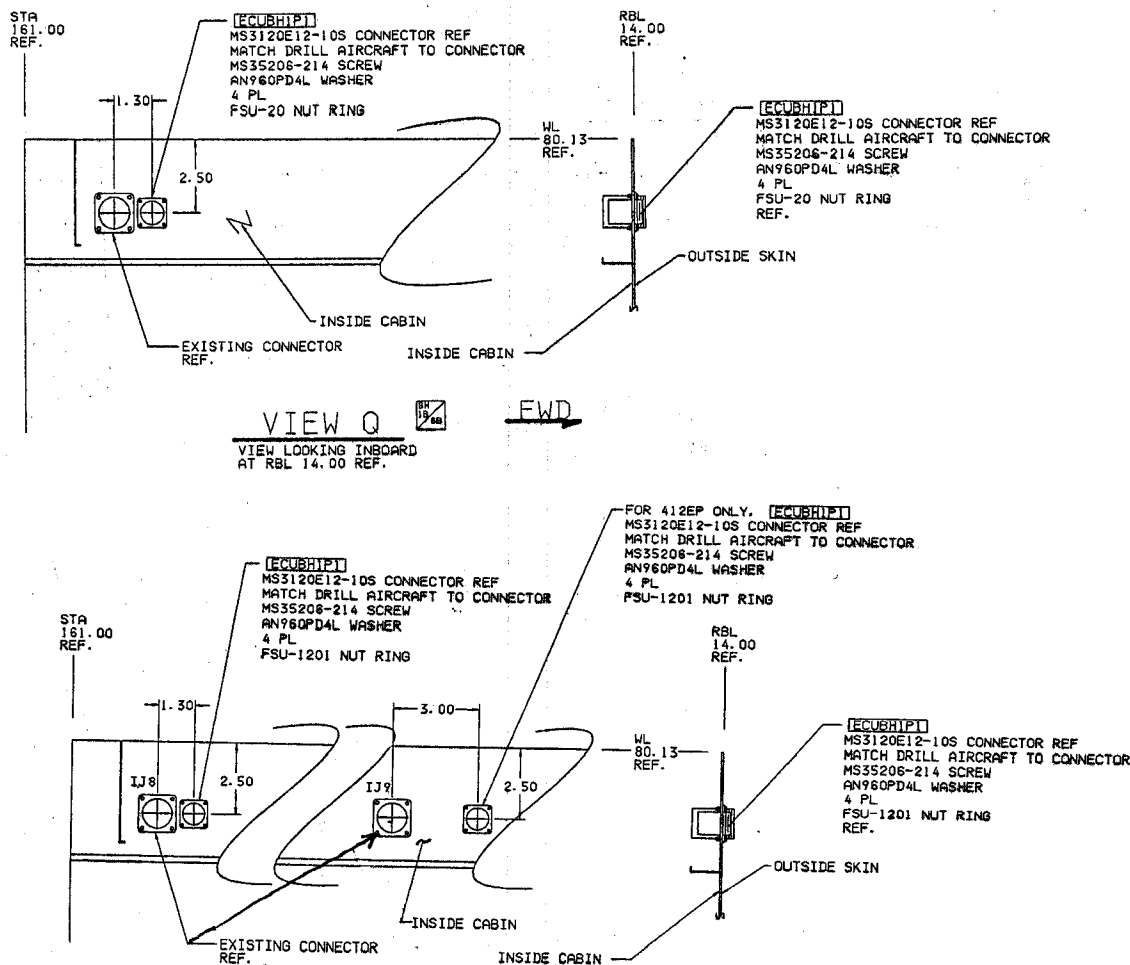 STA
161.00
REF.
[ECUBH1P1]
MS3120E12-10S CONNECTOR REF
MATCH DRILL AIRCRAFT TO CONNECTOR
MS35206-214 SCREW
AN960PD4L WASHER
4 PL
FSU-20 NUT RING
1.30
2.50
WL
80.13
REF.
RBL
14.00
REF.
[ECUBH1P1]
MS3120E12-10S CONNECTOR REF
MATCH DRILL AIRCRAFT TO CONNECTOR
MS35206-214 SCREW
AN960PD4L WASHER
4 PL
FSU-20 NUT RING
REF.
OUTSIDE SKIN
INSIDE CABIN
EXISTING CONNECTOR
REF.
INSIDE CABIN
VIEW Q
FWD
VIEW LOOKING INBOARD
AT RBL 14.00 REF.
FOR 412EP ONLY. [ECUBH1P1]
MS3120E12-10S CONNECTOR REF
MATCH DRILL AIRCRAFT TO CONNECTOR
MS35206-214 SCREW
AN960PD4L WASHER
4 PL
FSU-1201 NUT RING
[ECUBH1P1]
MS3120E12-10S CONNECTOR REF
MATCH DRILL AIRCRAFT TO CONNECTOR
MS35206-214 SCREW
AN960PD4L WASHER
4 PL
FSU-1201 NUT RING
STA
161.00
REF.
1.30
2.50
IJ8
3.00
2.50
IJ9
WL
80.13
REF.
RBL
14.00
REF.
[ECUBH1P1]
MS3120E12-10S CONNECTOR REF
MATCH DRILL AIRCRAFT TO CONNECTOR
MS35206-214 SCREW
AN960PD4L WASHER
4 PL
FSU-1201 NUT RING
REF.
OUTSIDE SKIN
INSIDE CABIN
EXISTING CONNECTOR
REF.
INSIDE CABIN